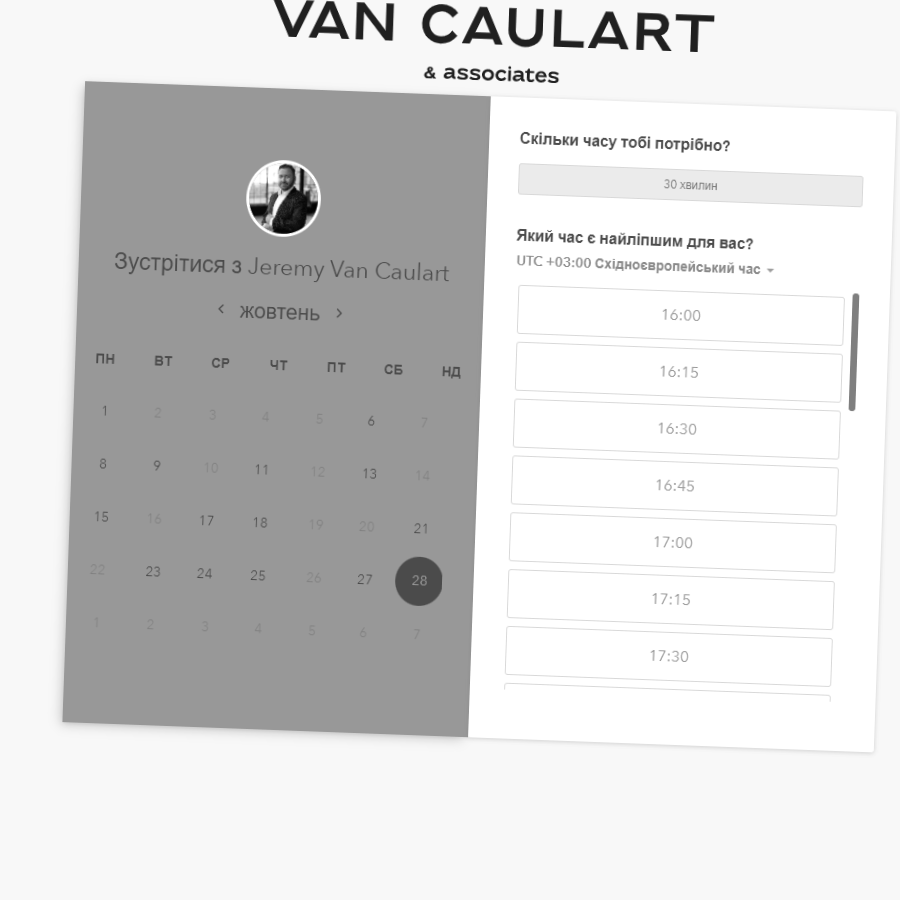 VAN CAULART
& associates
Зустрітися з Jeremy Van Caulart
‹ жовтень ›
ПН ВТ СР ЧТ ПТ СБ НД
1 2 3 4 5 6 7
8 9 10 11 12 13 14
15 16 17 18 19 20 21
22 23 24 25 26 27 28
1 2 3 4 5 6 7
Скільки часу тобі потрібно?
30 хвилин
Який час є найліпшим для вас?
UTC +03:00 Східноєвропейський час
16:00
16:15
16:30
16:45
17:00
17:15
17:30